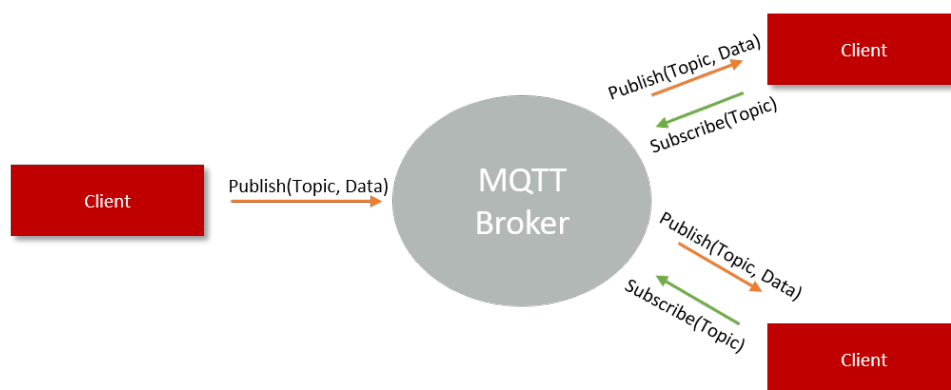 Client
Publish(Topic, Data)
MQTT
Broker
Publish(Topic, Data)
Subscribe(Topic)
Client
Publish(Topic, Data)
Subscribe(Topic)
Client